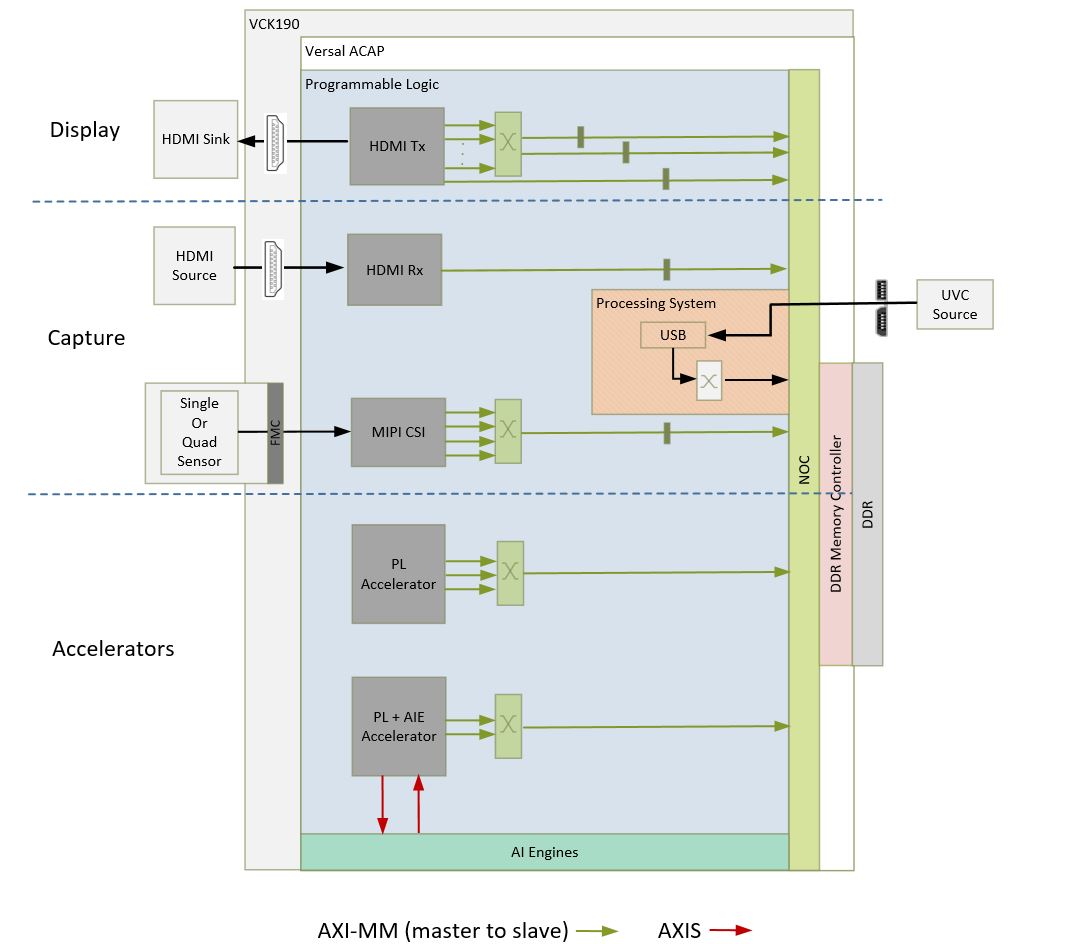 VCK190
Versal ACAP
Programmable Logic
Display
HDMI Sink
HDMI Tx
HDMI
Source
HDMI Rx
Processing System
USB
UVC
Source
Capture
Single
Or
Quad
Sensor
FMC
MIPI CSI
NOC
DDR Memory Controller
DDR
PL
Accelerator
Accelerators
PL + AIE
Accelerator
AI Engines
AXI-MM (master to slave)
AXIS